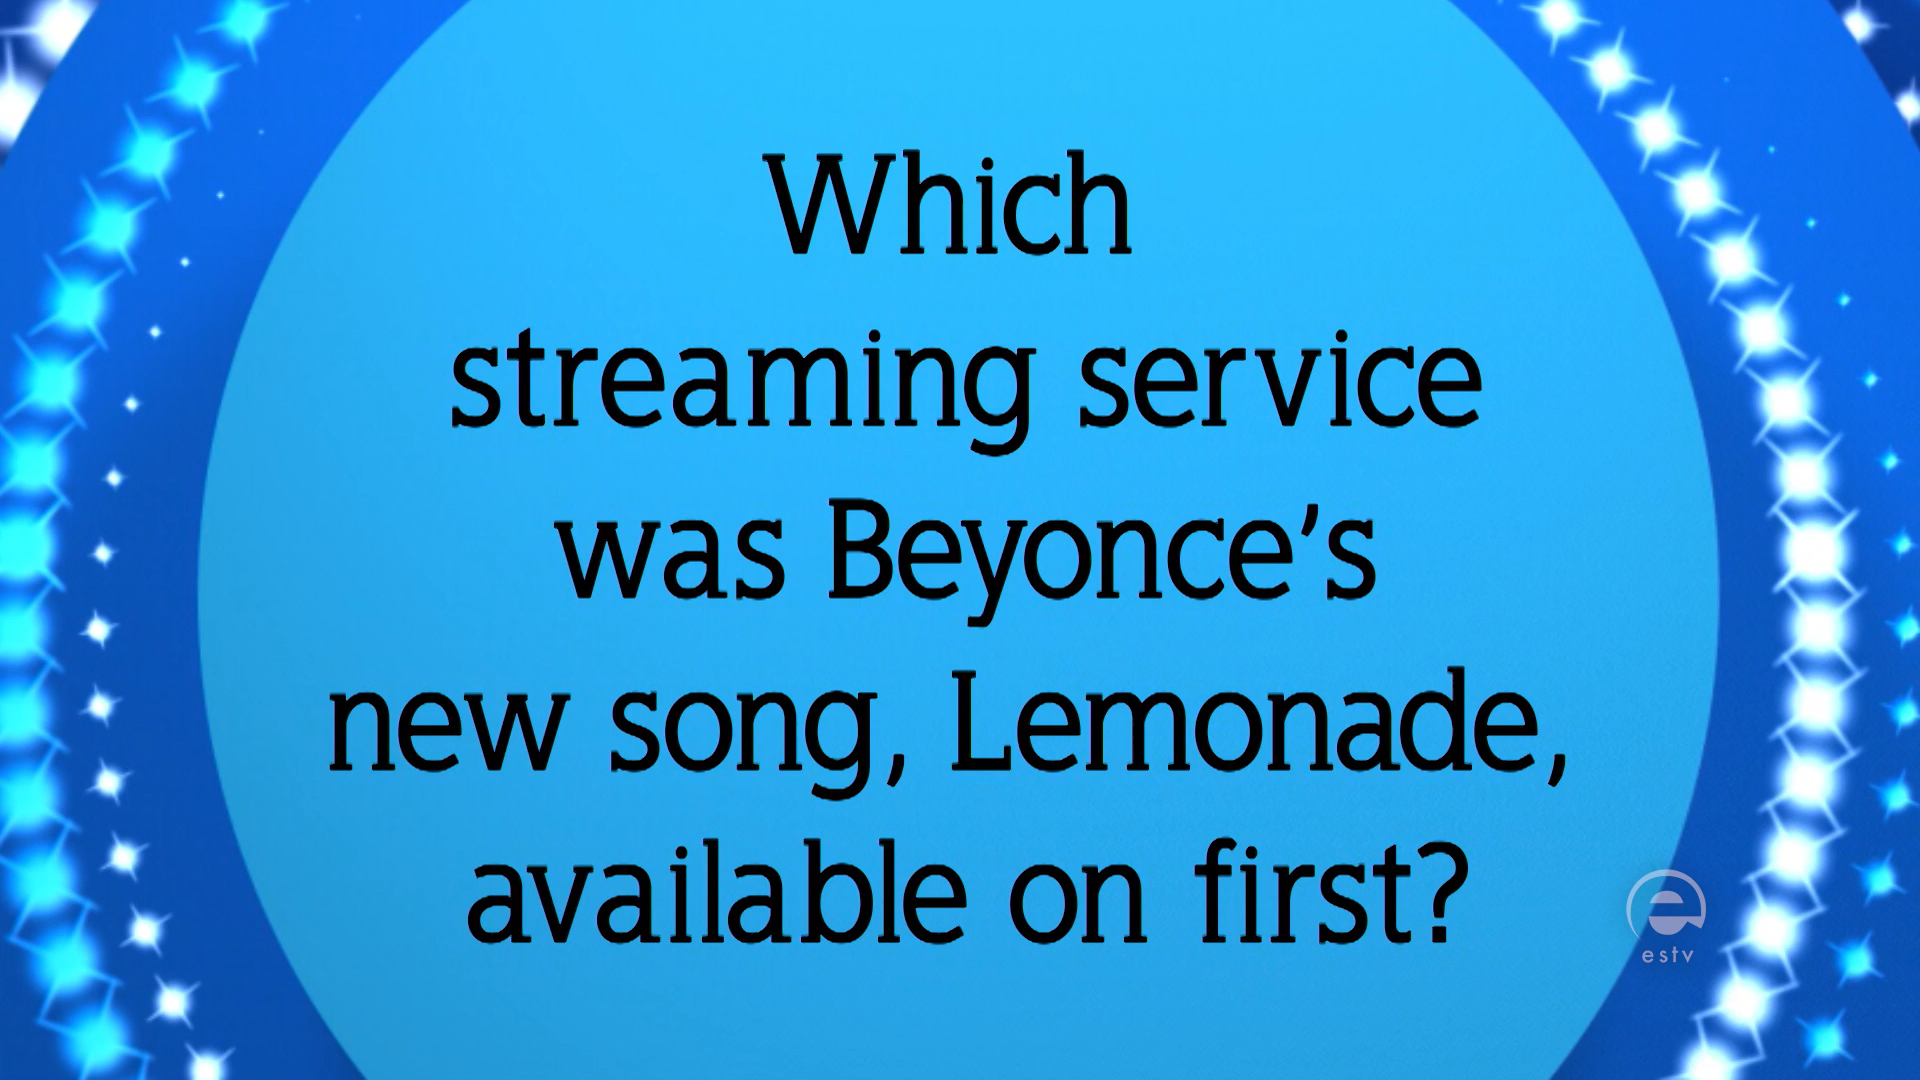 Which
streaming service
was Beyonce’s
new song, Lemonade,
available on first?
e
estv